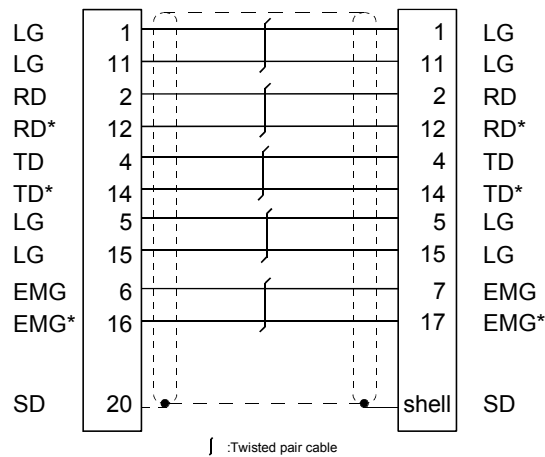 LG 1 1 LG
LG 11 11 LG
RD 2 2 RD
RD* 12 12 RD*
TD 4 4 TD
TD* 14 14 TD*
LG 5 5 LG
LG 15 15 LG
EMG 6 7 EMG
EMG* 16 17 EMG*
SD 20 shell SD
:Twisted pair cable